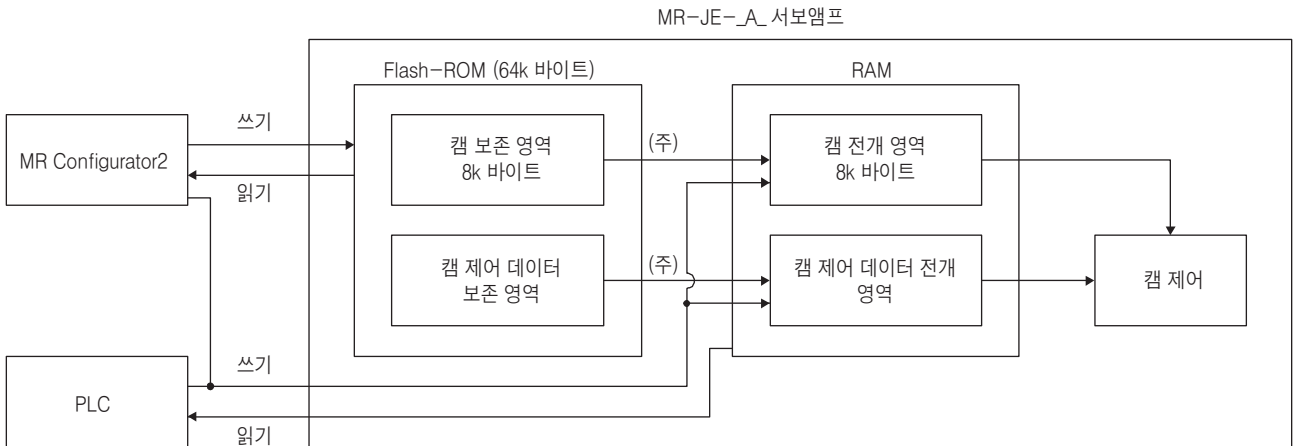 MR-JE-_A_ 서보앰프
Flash-ROM (64k 바이트)
RAM
MR Configurator2
쓰기
읽기
캠 보존 영역
8k 바이트
(주)
캠 전개 영역
8k 바이트
캠 제어 데이터
보존 영역
(주)
캠 제어 데이터 전개
영역
캠 제어
PLC
쓰기
읽기